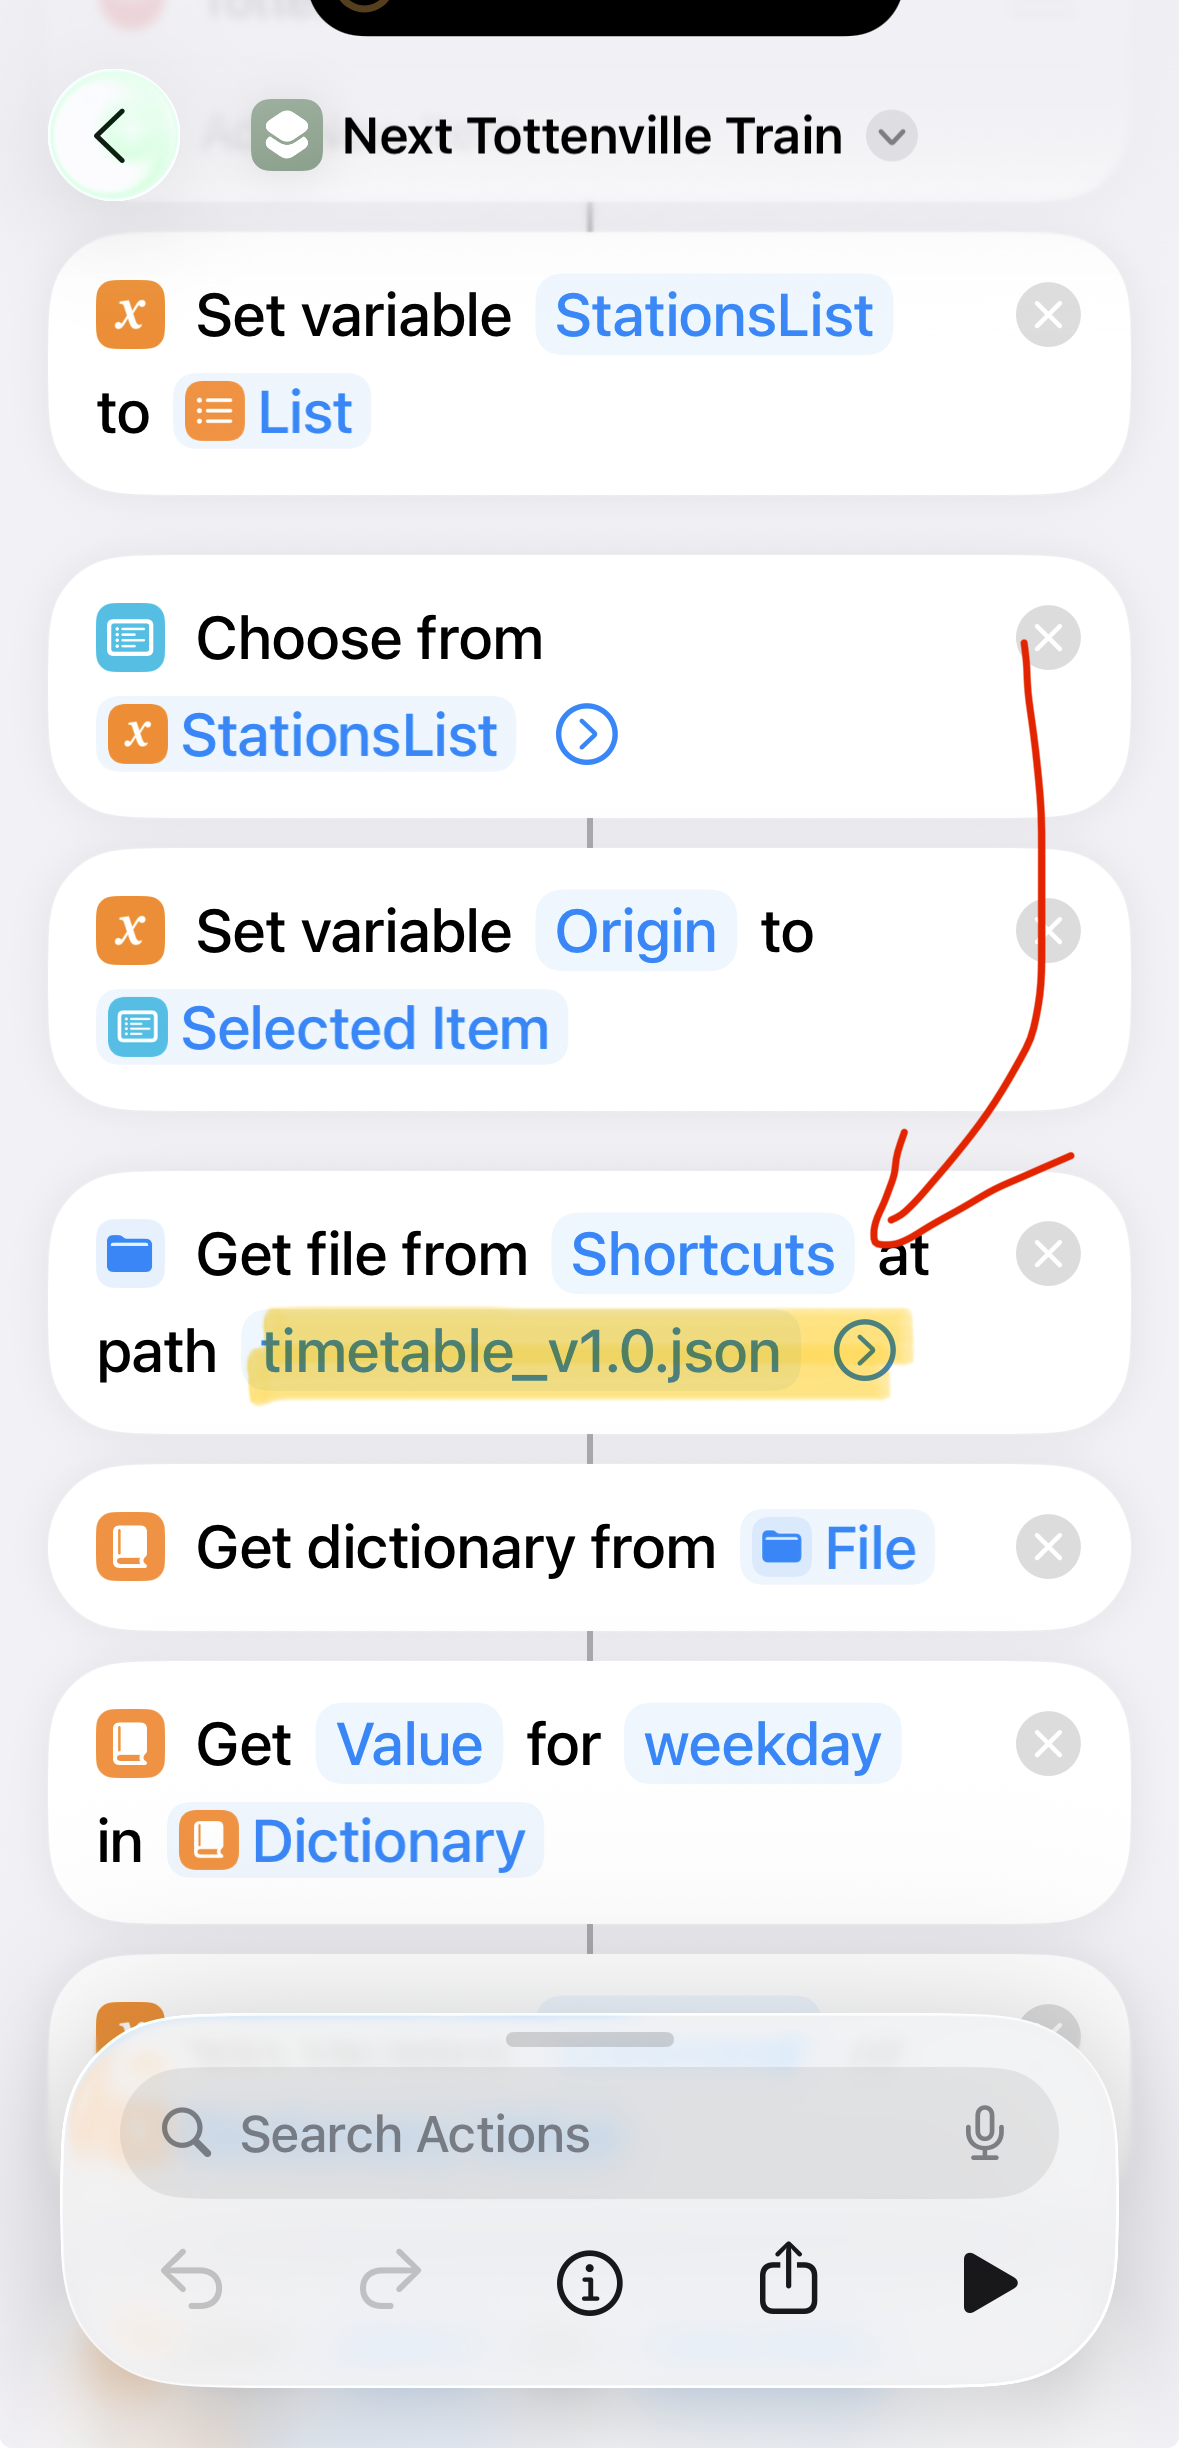 Next Tottenville Train
Set variable StationsList
to List
Choose from
StationsList
Set variable Origin to
Selected Item
Get file from Shortcuts at
path timetable_v1.0.json
Get dictionary from File
Get Value for weekday
in Dictionary
Search Actions